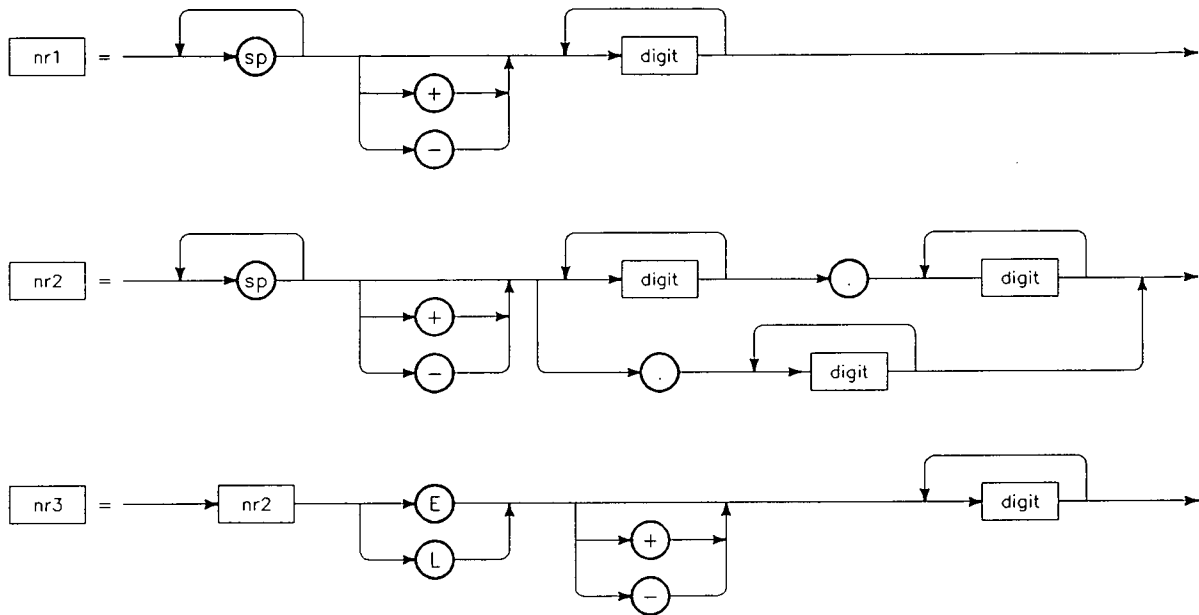 nr1 = sp digit
+
-
nr2 = sp digit . digit
+
- . digit
nr3 = nr2 E digit
L +
-